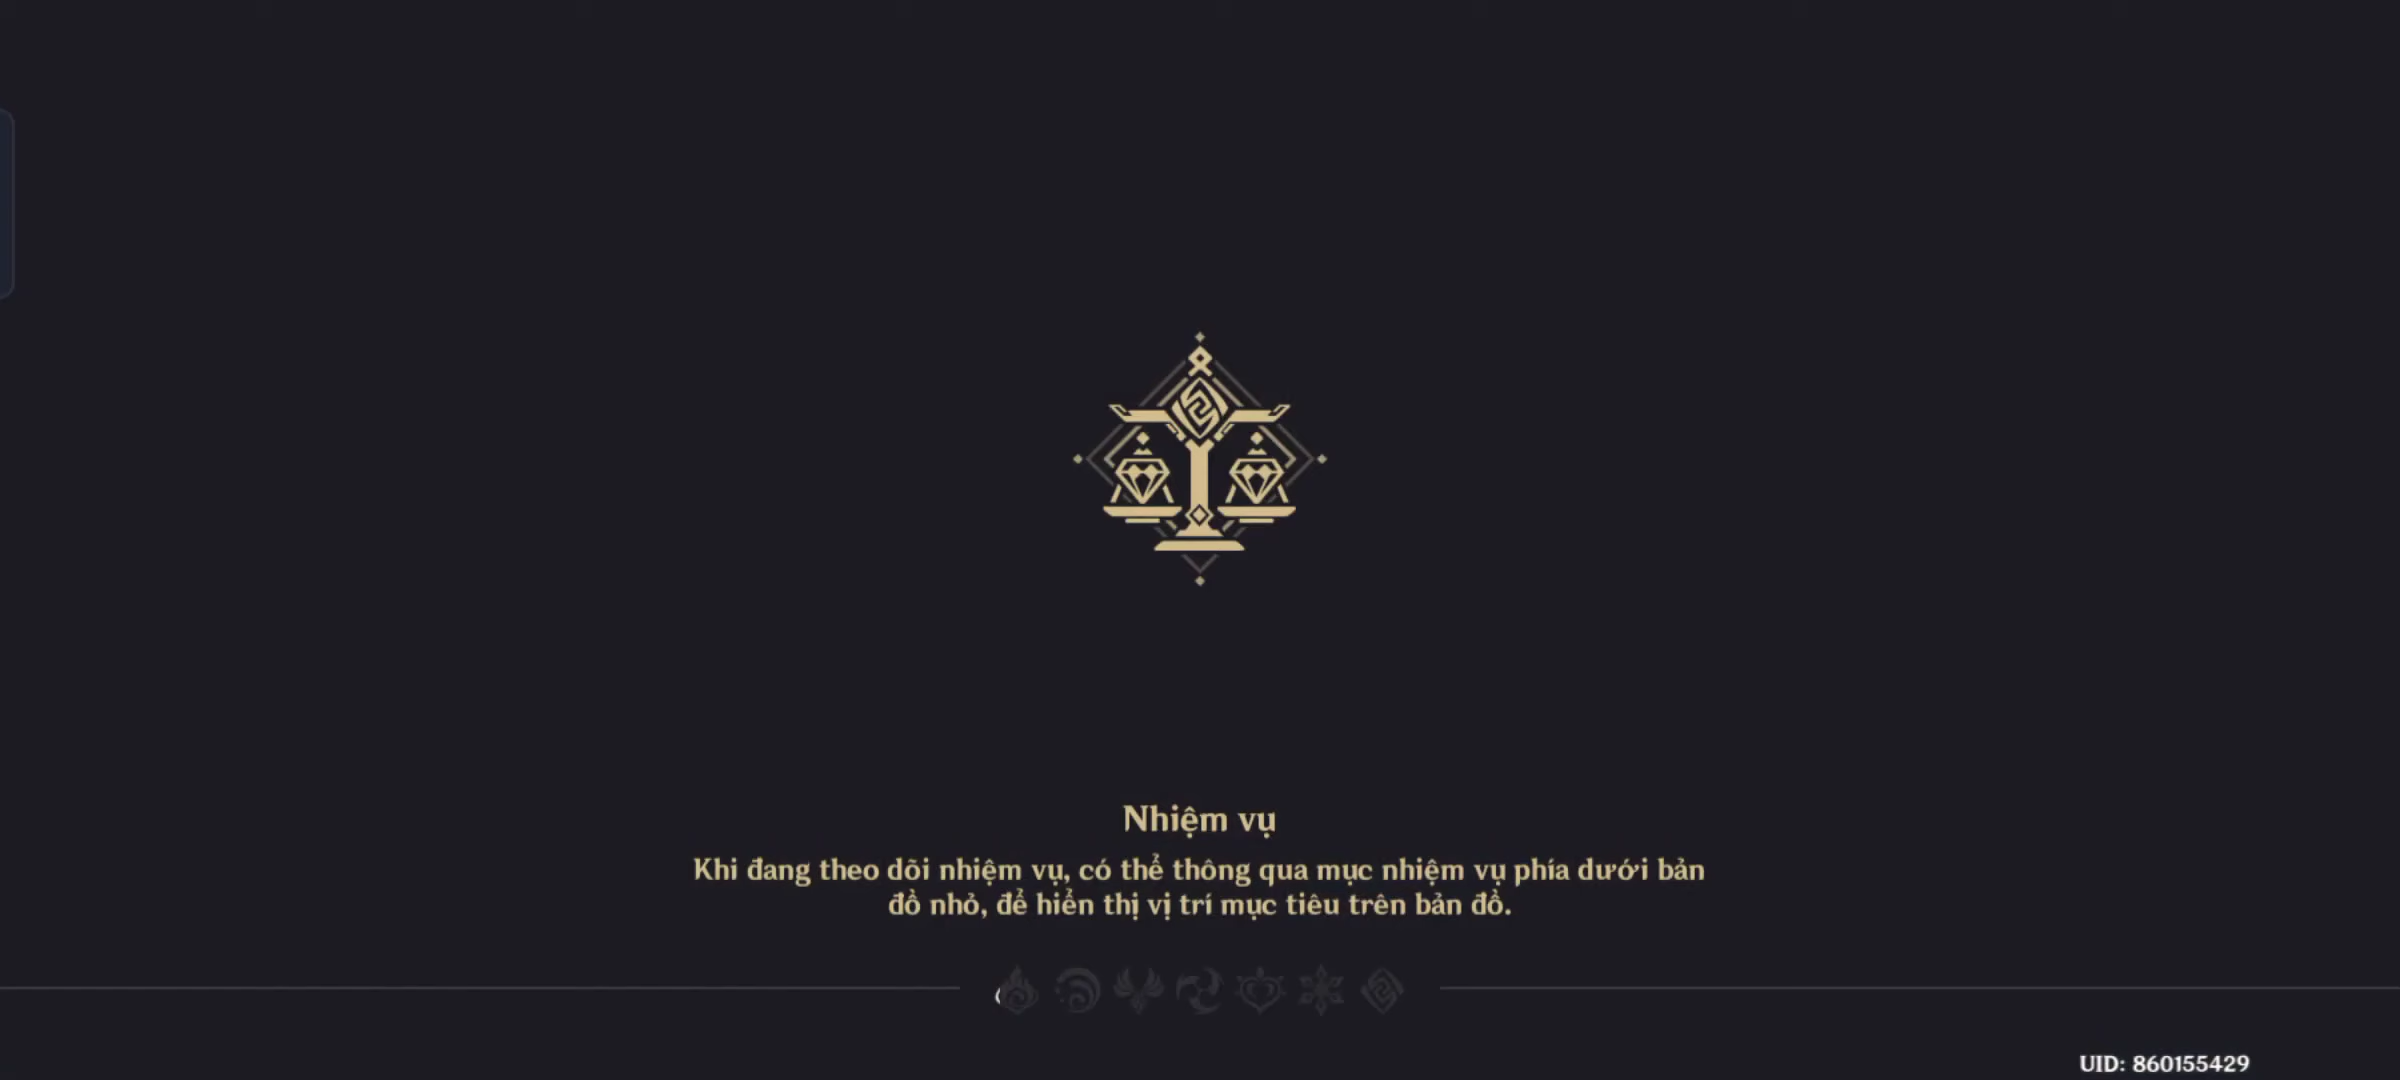 Nhiệm vụ
Khi đang theo dõi nhiệm vụ, có thể thông qua mục nhiệm vụ phía dưới bản
đồ nhỏ, để hiển thị vị trí mục tiêu trên bản đồ.
UID: 860155429